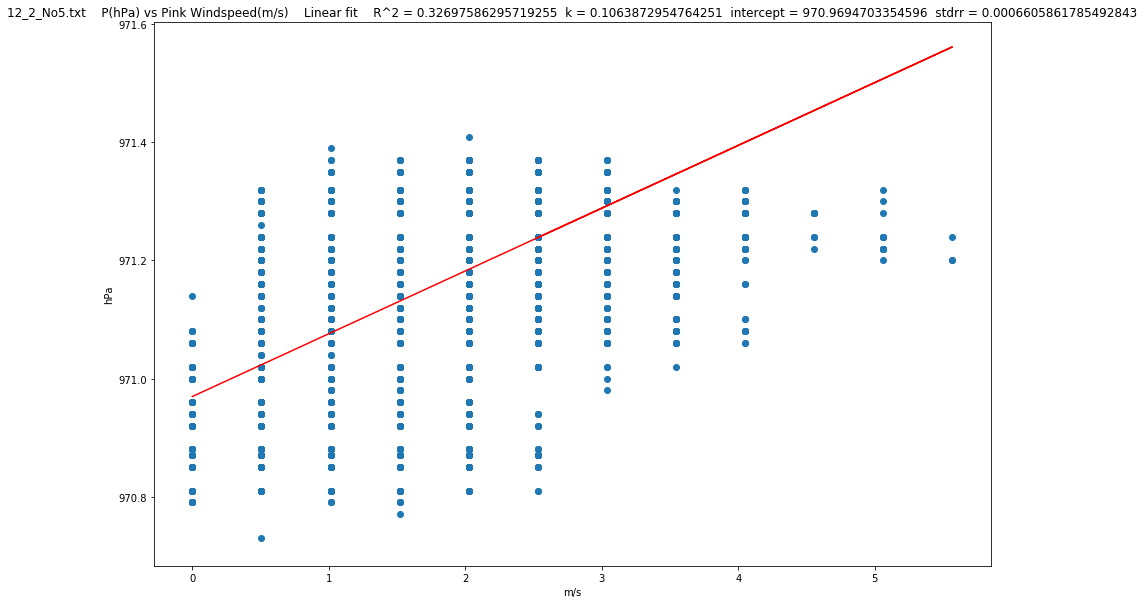 12_2_No5.txt    P(hPa) vs Pink Windspeed(m/s)    Linear fit    R^2 = 0.32697586295719255  k = 0.1063872954764251  intercept = 970.9694703354596  stdrr = 0.0006605861785492843
971.6
971.4
971.2
hPa
971.0
970.8
0 1 2 3 4 5
m/s